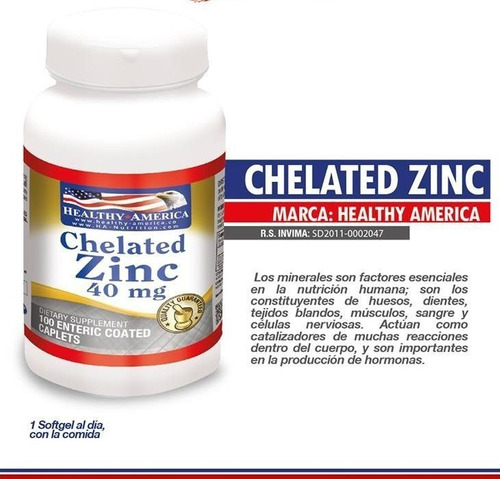 HEALTHY AMERICA
www.healthy-america.co
www.HA-Nutrition.com
Chelated
Zinc
40 mg
DIETARY SUPPLEMENT
100 ENTERIC COATED
CAPLETS
QUALITY GUARANTEED
1 Softgel al día,
con la comida
CHELATED ZINC
MARCA: HEALTHY AMERICA
R.S. INVIMA: SD2011-0002047
Los minerales son factores esenciales
en la nutrición humana; son los
constituyentes de huesos, dientes,
tejidos blandos, músculos, sangre y
células nerviosas. Actúan como
catalizadores de muchas reacciones
dentro del cuerpo, y son importantes
en la producción de hormonas.